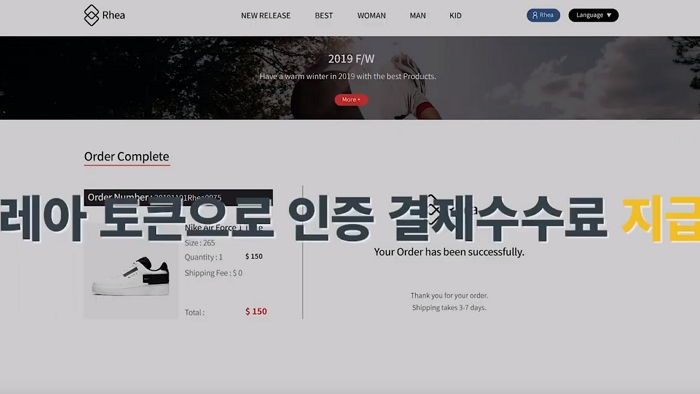 Rhea
NEW RELEASE
BEST
WOMAN
MAN
KID
Rhea
Language ▼
2019 F/W
Have a warm winter in 2019 with the best Products.
More +
Order Complete
Order Number :
레아 토큰으로 인증 결제수수료 지급
Nike air Force
Size : 265
Quantity : 1
$ 150
Shipping Fee : $ 0
Total :
$ 150
Your Order has been successfully.
Thank you for your order.
Shipping takes 3-7 days.